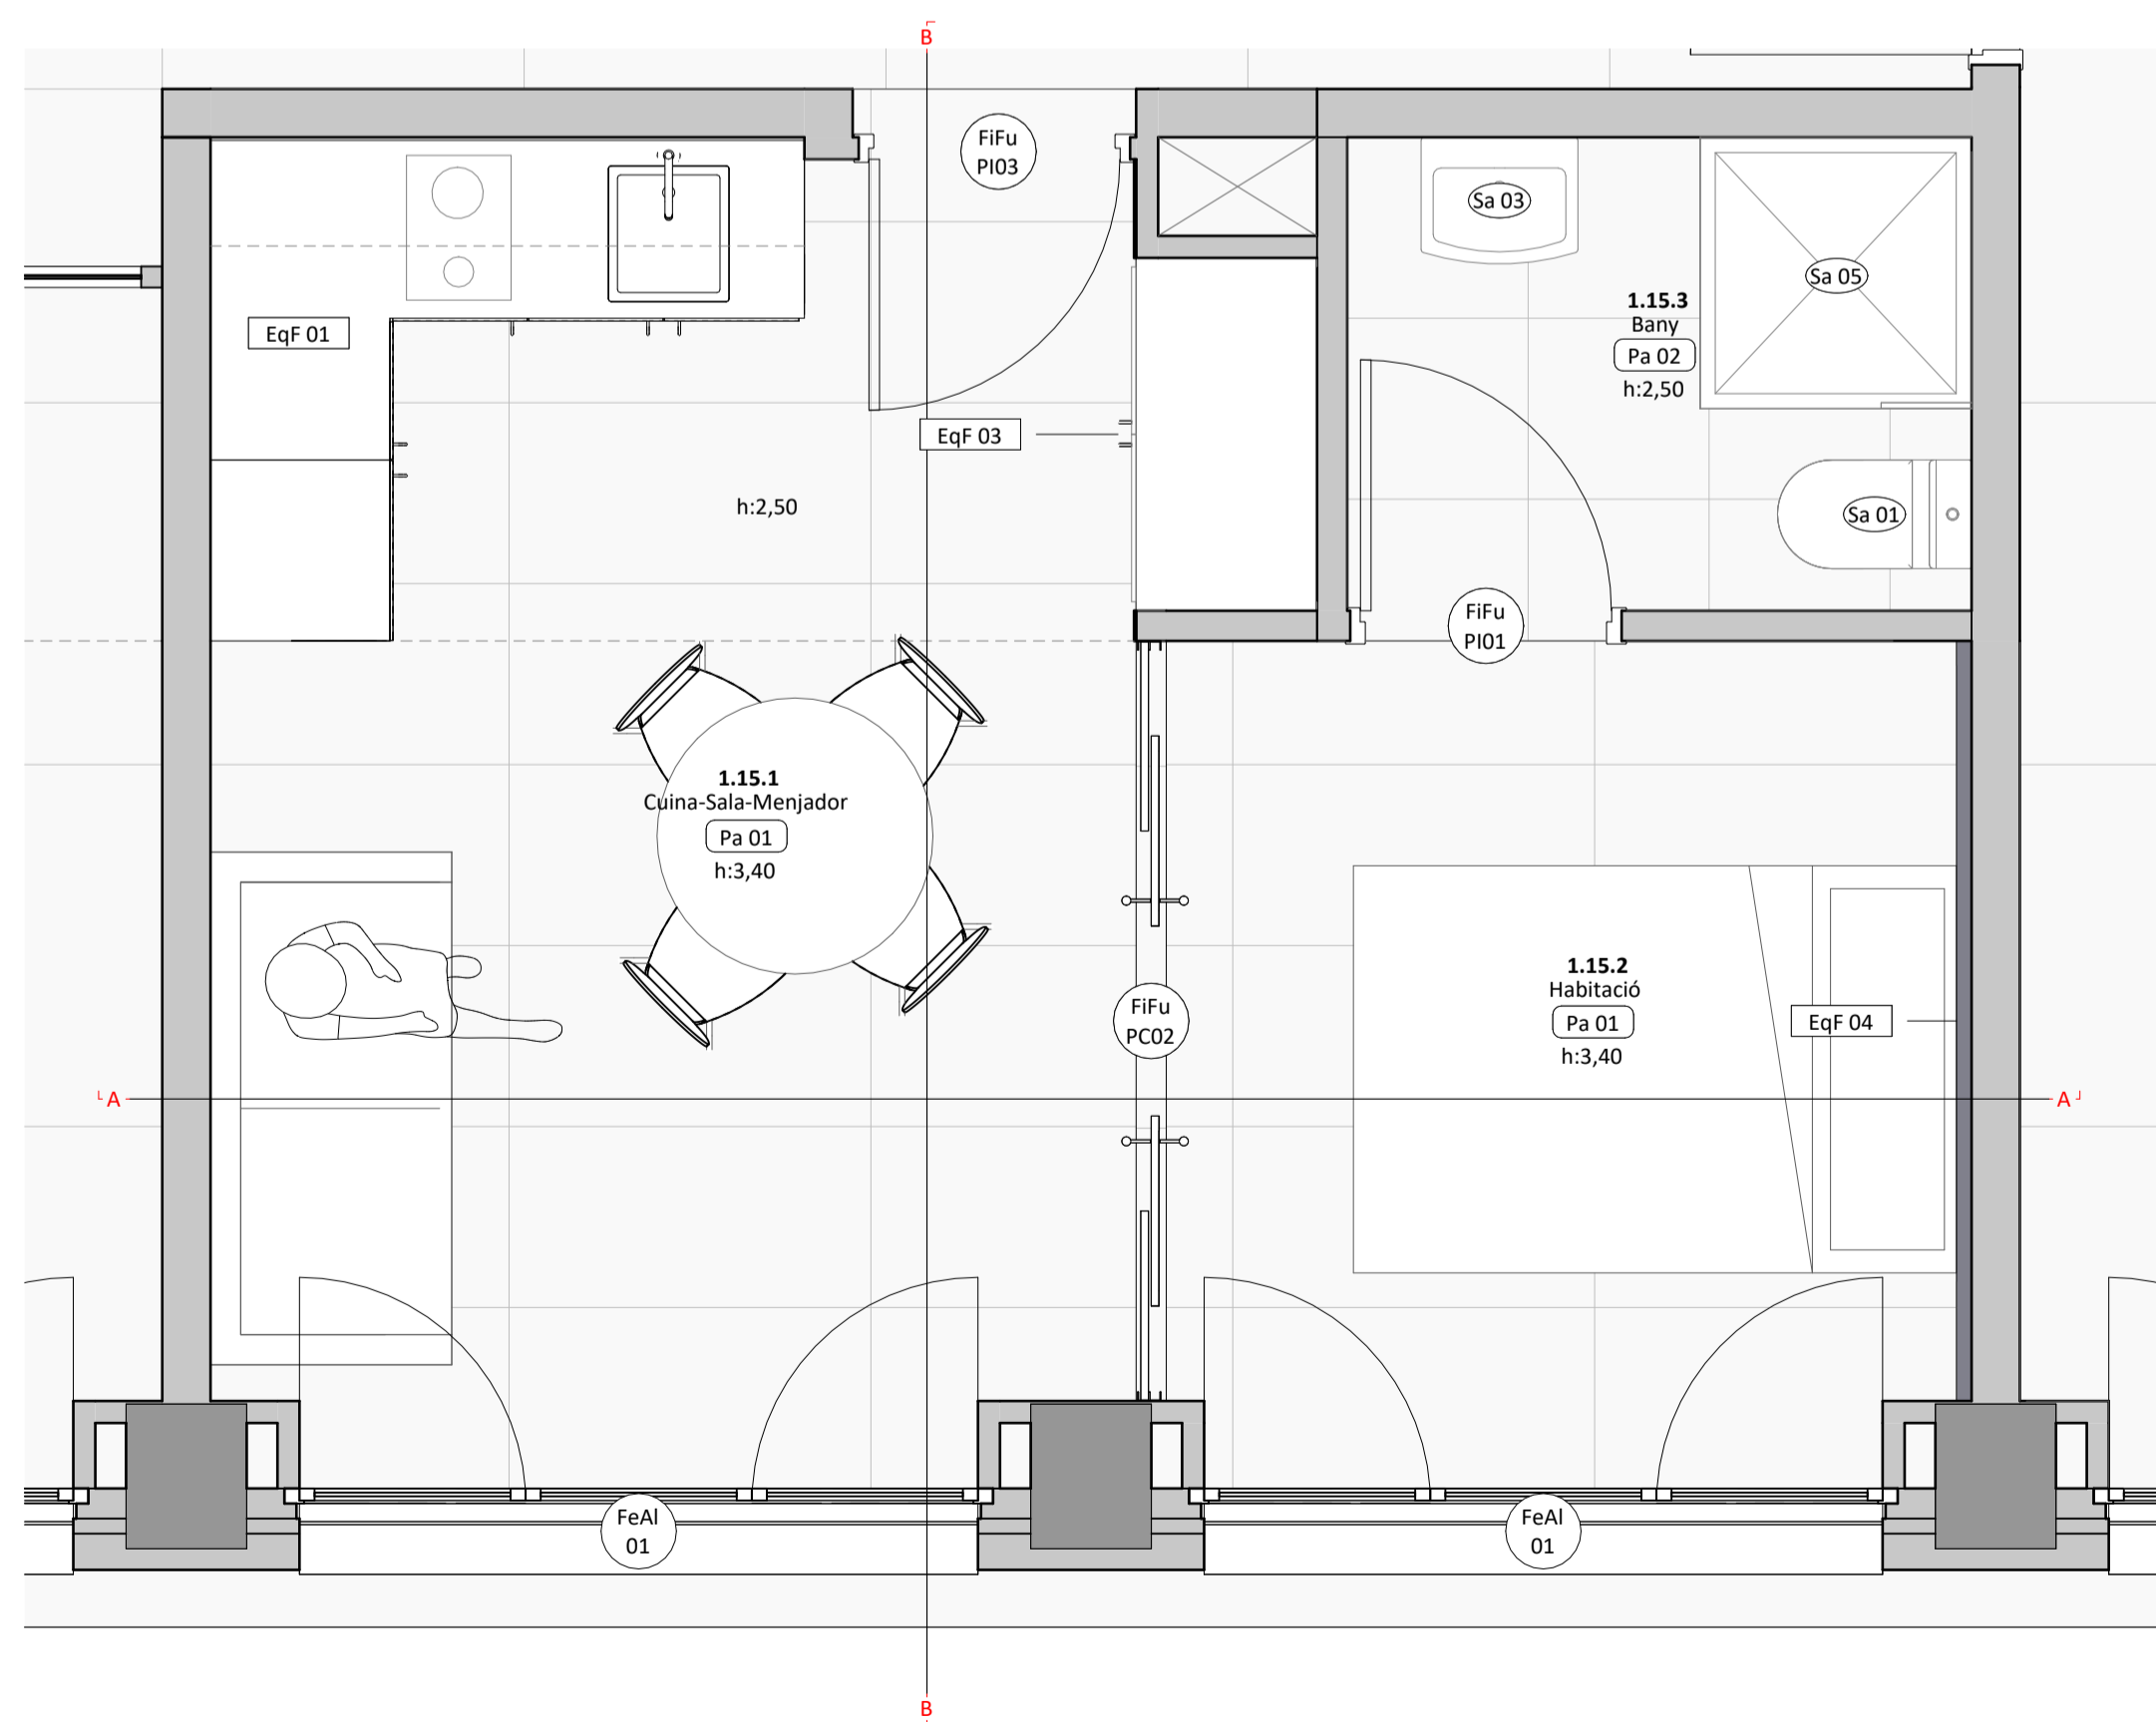 B
FiFu
PI03
Sa 03
Sa 05
1.15.3
Bany
Pa 02
h:2,50
EqF 01
EqF 03
h:2,50
Sa 01
FiFu
PI01
1.15.1
Cuina-Sala-Menjador
Pa 01
h:3,40
1.15.2
Habitació
Pa 01
h:3,40
FiFu
PC02
EqF 04
A
A
FeAl
01
FeAl
01
B